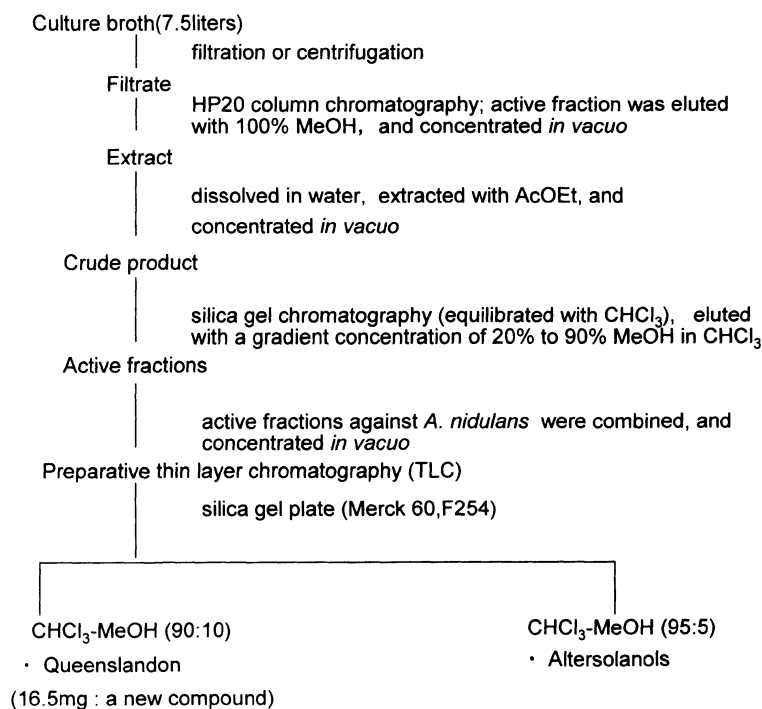 Culture broth(7.5liters)
filtration or centrifugation
Filtrate
HP20 column chromatography; active fraction was eluted
with 100% MeOH, and concentrated in vacuo
Extract
dissolved in water, extracted with AcOEt, and
concentrated in vacuo
Crude product
silica gel chromatography (equilibrated with CHCl₃), eluted
with a gradient concentration of 20% to 90% MeOH in CHCl₃
Active fractions
active fractions against A. nidulans were combined, and
concentrated in vacuo
Preparative thin layer chromatography (TLC)
silica gel plate (Merck 60,F254)
CHCl₃-MeOH (90:10)
・ Queenslandon
(16.5mg : a new compound)
CHCl₃-MeOH (95:5)
・ Altersolanols